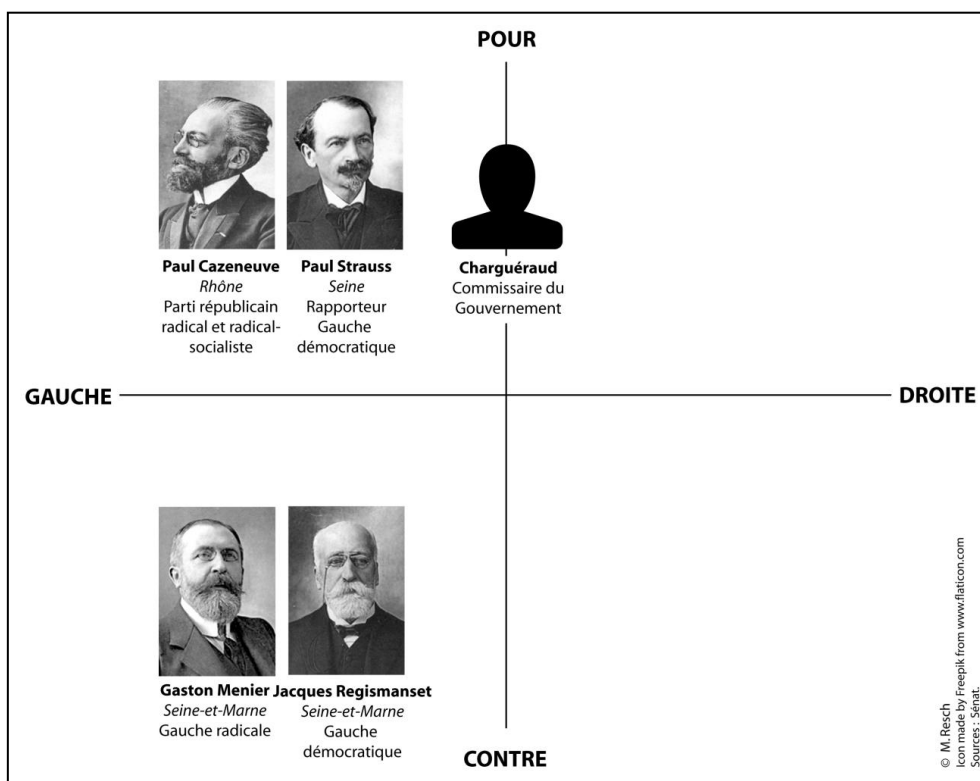 POUR
Paul Cazeneuve
Rhône
Parti républicain
radical et radical-
socialiste
Paul Strauss
Seine
Rapporteur
Gauche
démocratique
Charguéraud
Commissaire du
Gouvernement
GAUCHE
DROITE
Gaston Menier
Seine-et-Marne
Gauche radicale
Jacques Regismanset
Seine-et-Marne
Gauche
démocratique
CONTRE
© M. Resch
Icon made by Freepik from www.flaticon.com
Sources : Sénat.